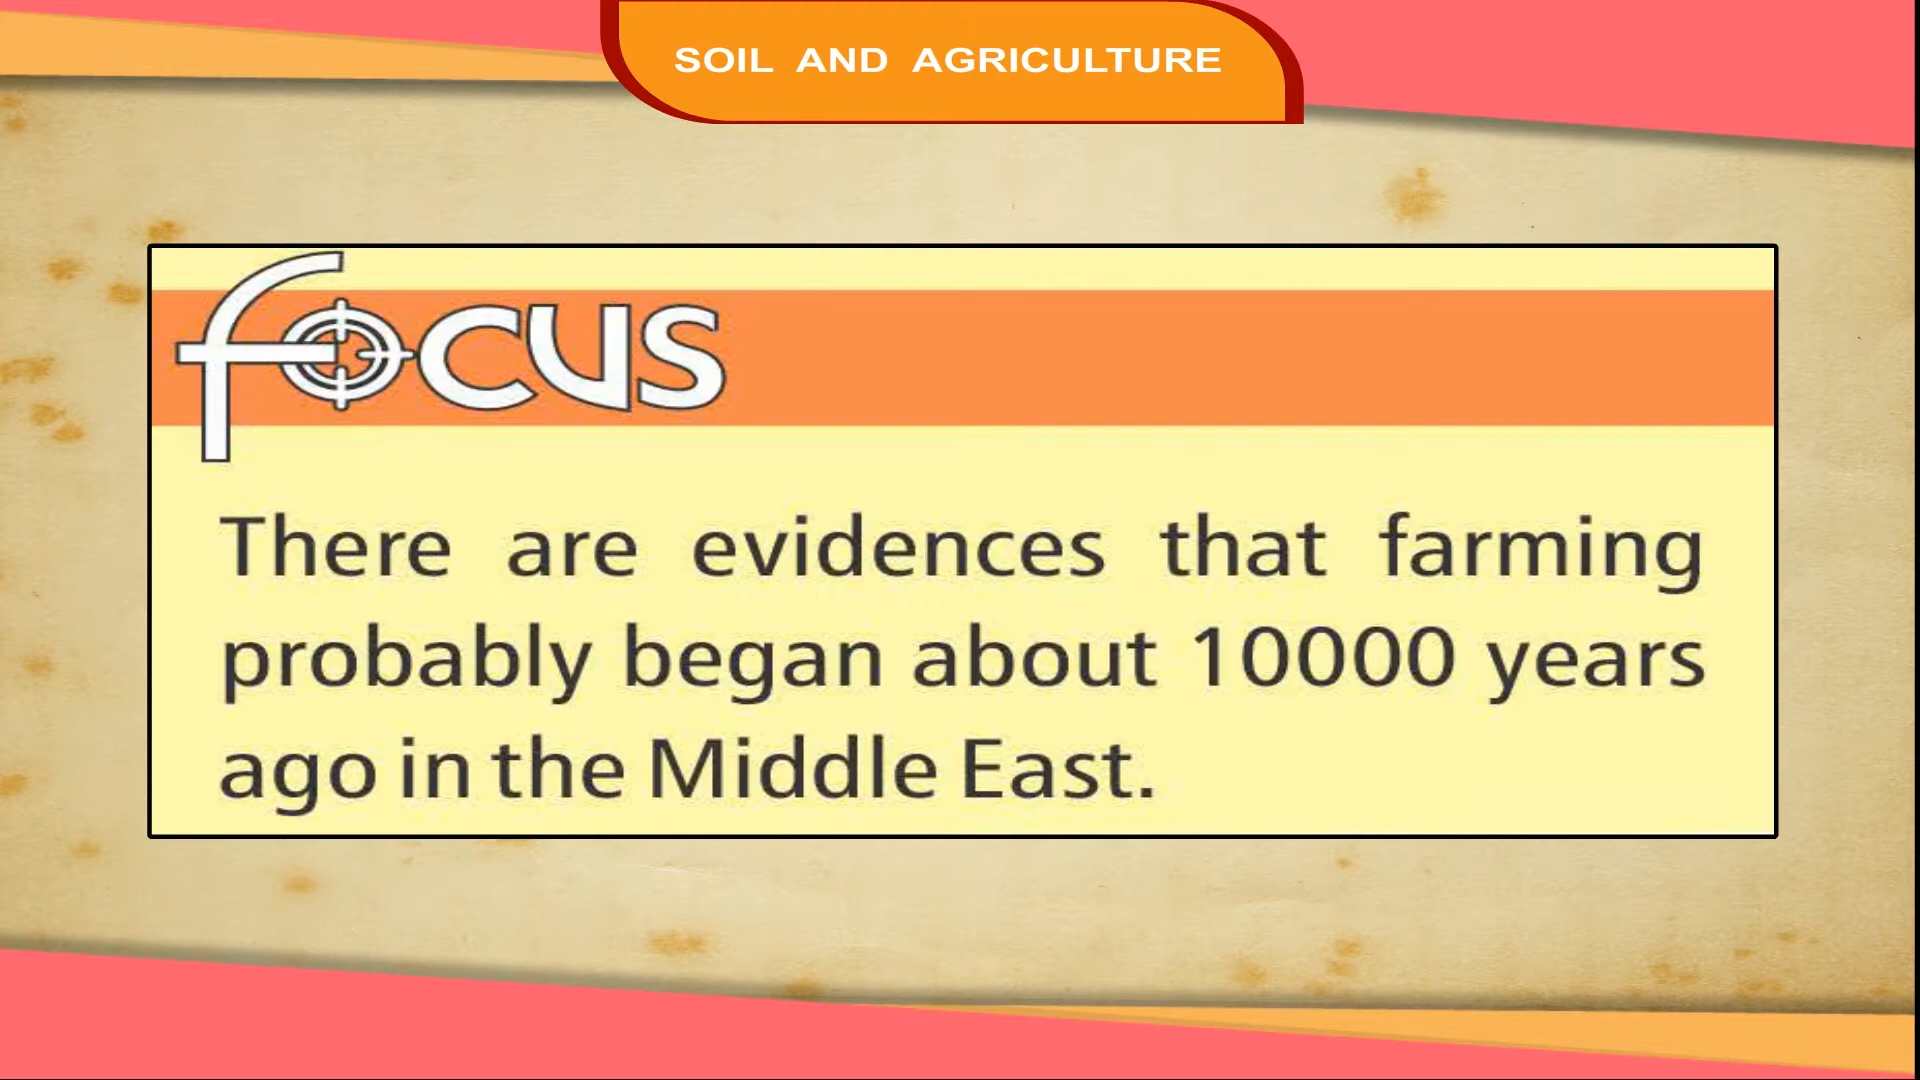 SOIL AND AGRICULTURE
focus
There are evidences that farming
probably began about 10000 years
ago in the Middle East.